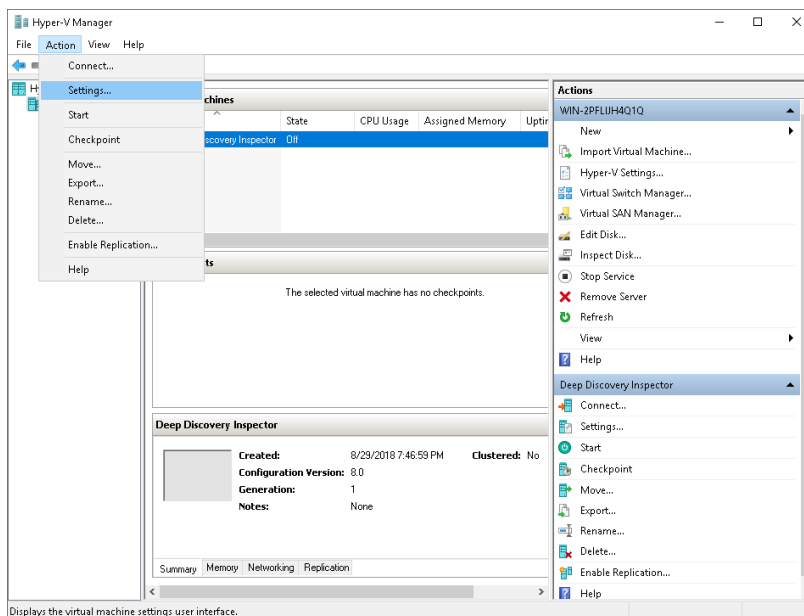 Hyper-V Manager
File Action View Help
Connect...
Settings...
Start
Checkpoint
Move...
Export...
Rename...
Delete...
Enable Replication...
Help
chines
State CPU Usage Assigned Memory Uptim
scovery Inspector Off
ts
The selected virtual machine has no checkpoints.
Deep Discovery Inspector
Created: 8/29/2018 7:46:59 PM Clustered: No
Configuration Version: 8.0
Generation: 1
Notes: None
Summary Memory Networking Replication
Actions
WIN-2PFLIJH4Q1Q
New
Import Virtual Machine...
Hyper-V Settings...
Virtual Switch Manager...
Virtual SAN Manager...
Edit Disk...
Inspect Disk...
Stop Service
Remove Server
Refresh
View
Help
Deep Discovery Inspector
Connect...
Settings...
Start
Checkpoint
Move...
Export...
Rename...
Delete...
Enable Replication...
Help
Displays the virtual machine settings user interface.